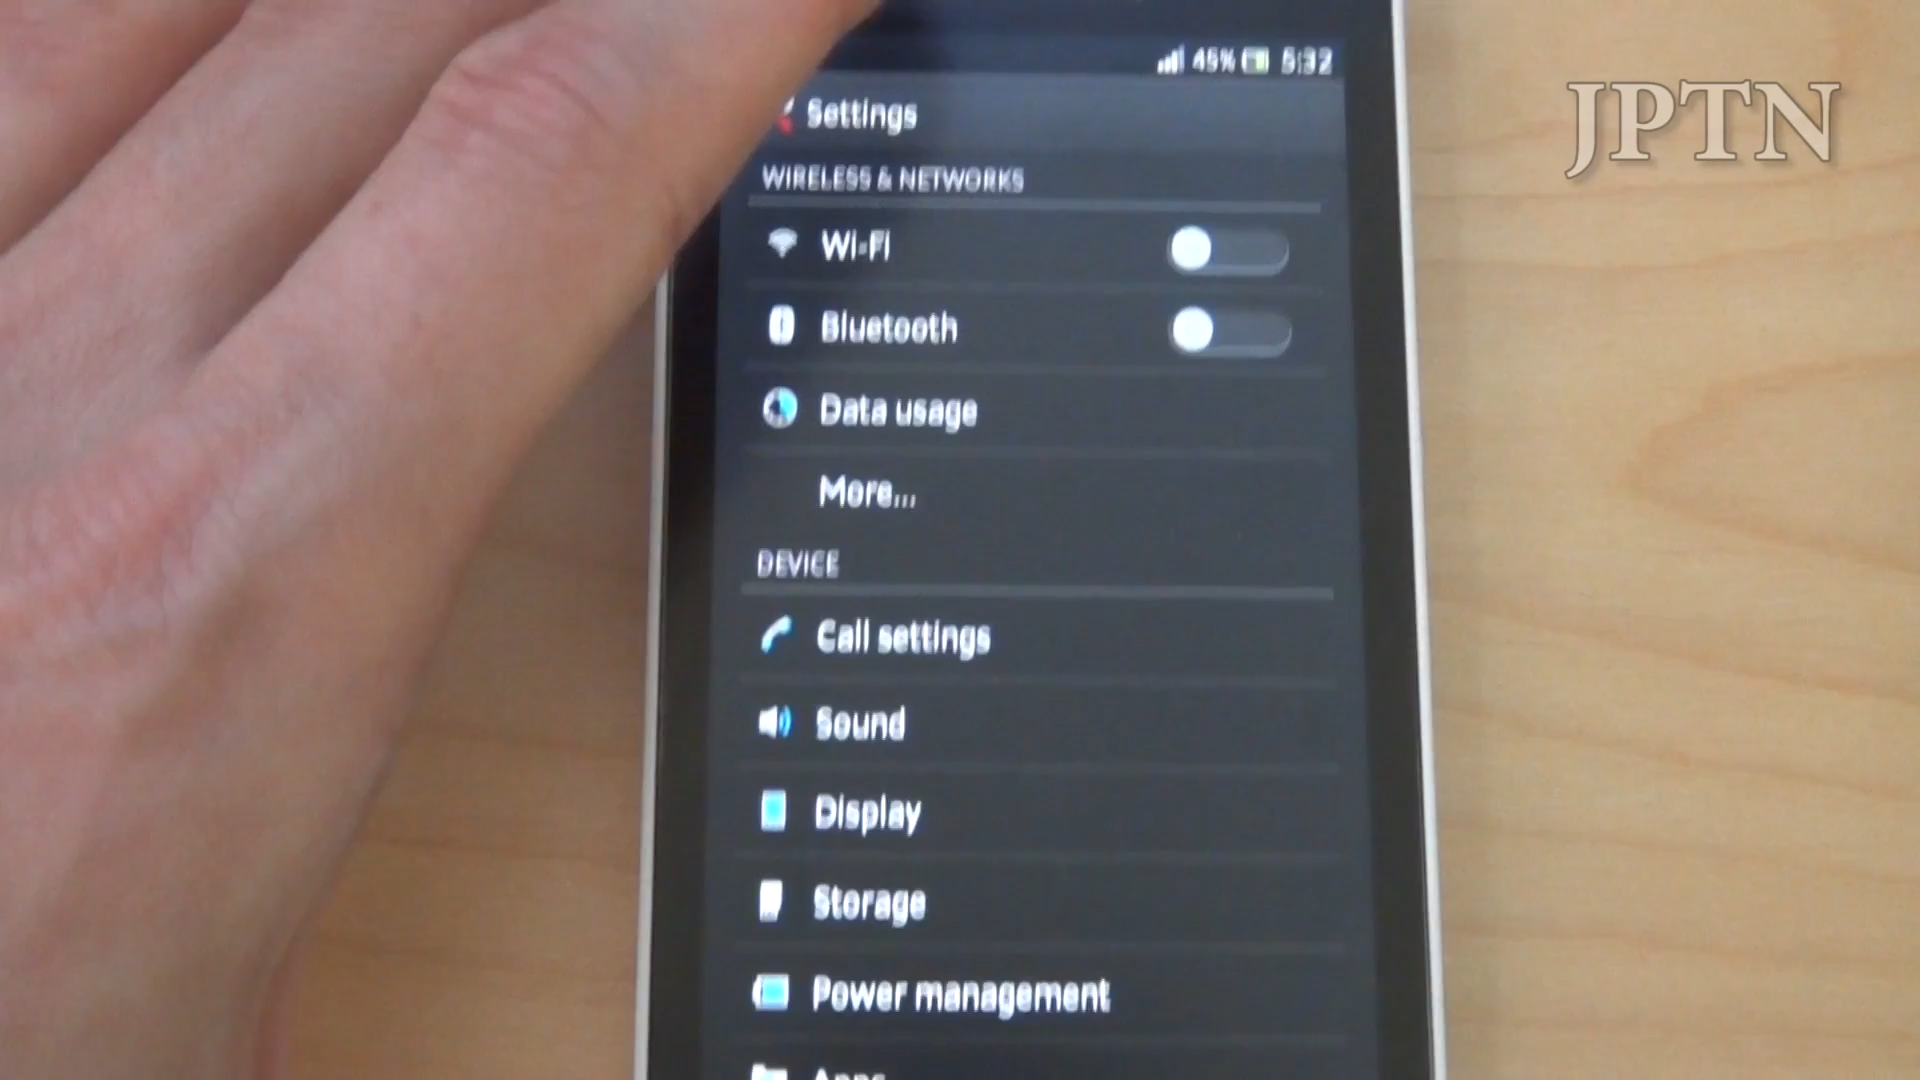 45% 5:32
JPTN
Settings
WIRELESS & NETWORKS
Wi-Fi
Bluetooth
Data usage
More...
DEVICE
Call settings
Sound
Display
Storage
Power management
Apps